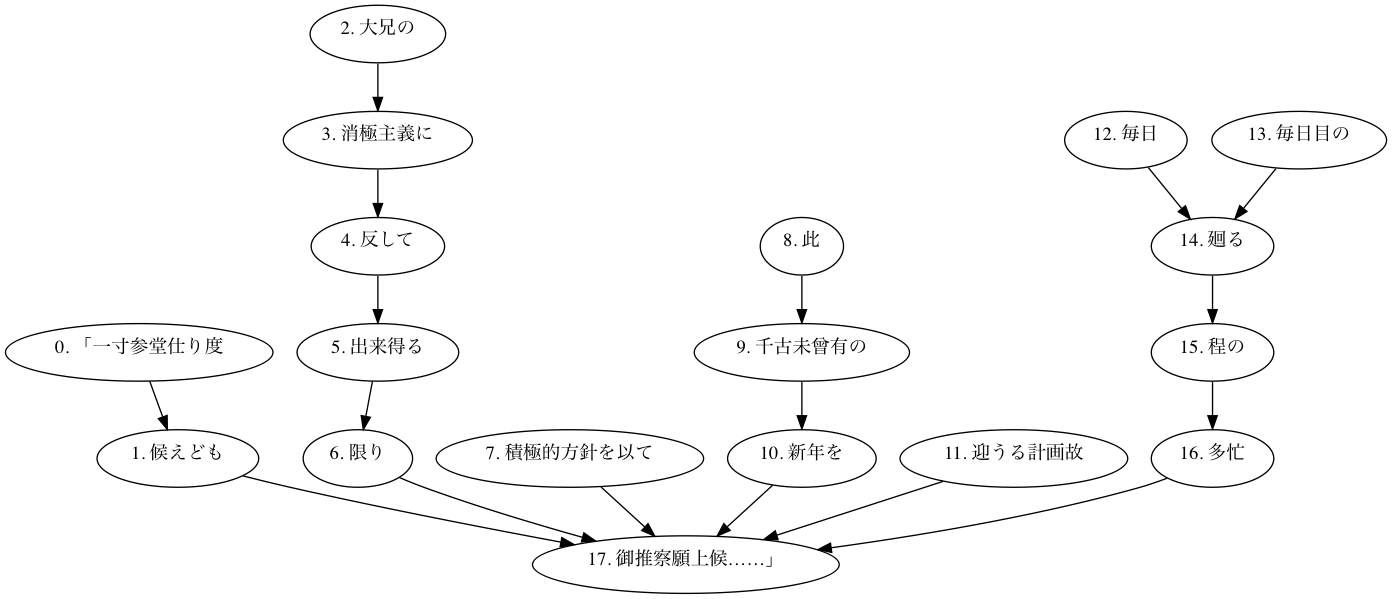 2. 大兄の
3. 消極主義に
12. 毎日
13. 毎日目の
4. 反して
8. 此
14. 廻る
0. 「一寸参堂仕り度
5. 出来得る
9. 千古未曾有の
15. 程の
1. 候えども
6. 限り
7. 積極的方針を以て
10. 新年を
11. 迎うる計画故
16. 多忙
17. 御推察願上候……」